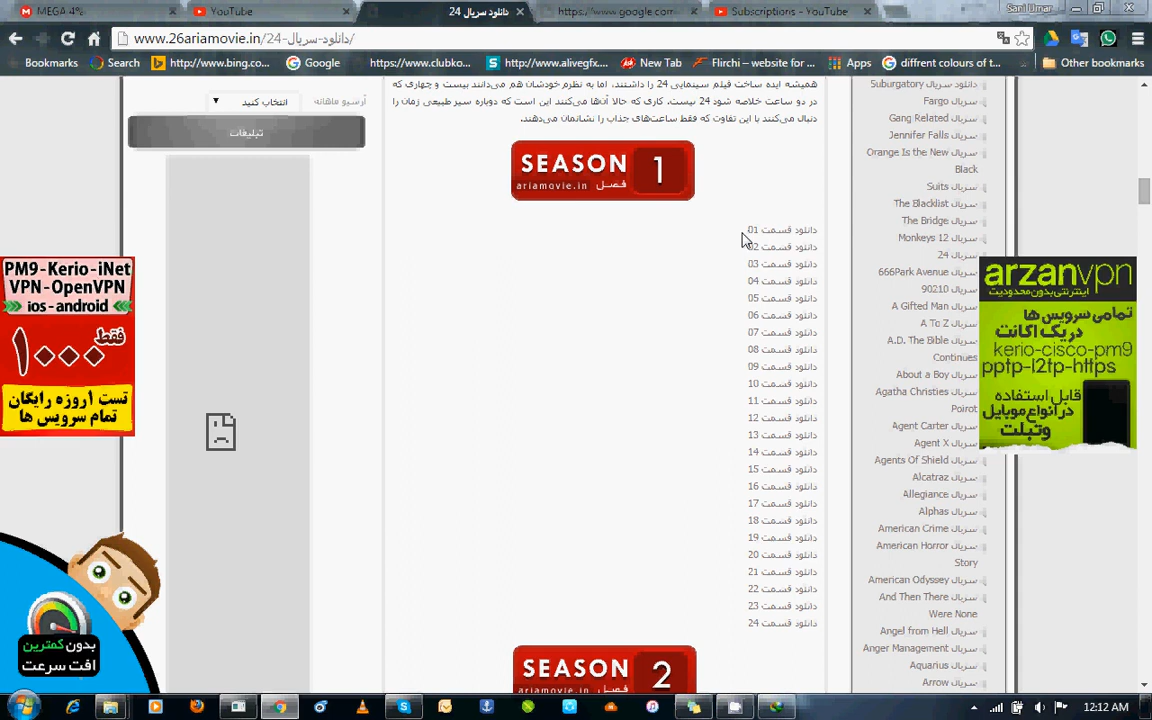 MEGA 4%
YouTube
دانلود سریال 24
https://www.google.com
Subscriptions - YouTube
Sanil Umar
www.26ariamovie.in/دانلود-سریال-24/
Bookmarks
Search
http://www.bing.co...
Google
https://www.clubko...
http://www.alivegfx...
New Tab
Flirchi – website for ...
Apps
diffrent colours of t...
Other bookmarks
همیشه ایده ساخت فیلم سینمایی 24 را داشتند، اما به نظرم خودشان هم می‌دانند بیست و چهاری که
در دو ساعت خلاصه شود 24 نیست. کاری که حالا آن‌ها می‌کنند این است که دوباره سیر طبیعی زمان را
دنبال می‌کنند با این تفاوت که فقط ساعت‌های جذاب را نشانمان می‌دهند.
آرشیو ماهانه
انتخاب کنید
تبلیغات
SEASON 1
ariamovie.in فصل
دانلود قسمت 01
دانلود قسمت 02
دانلود قسمت 03
دانلود قسمت 04
دانلود قسمت 05
دانلود قسمت 06
دانلود قسمت 07
دانلود قسمت 08
دانلود قسمت 09
دانلود قسمت 10
دانلود قسمت 11
دانلود قسمت 12
دانلود قسمت 13
دانلود قسمت 14
دانلود قسمت 15
دانلود قسمت 16
دانلود قسمت 17
دانلود قسمت 18
دانلود قسمت 19
دانلود قسمت 20
دانلود قسمت 21
دانلود قسمت 22
دانلود قسمت 23
دانلود قسمت 24
SEASON 2
ariamovie.in فصل
دانلود سریال Suburgatory
سریال Fargo
سریال Gang Related
سریال Jennifer Falls
سریال Orange Is the New
Black
سریال Suits
سریال The Blacklist
سریال The Bridge
سریال 12 Monkeys
سریال 24
سریال 666Park Avenue
سریال 90210
سریال A Gifted Man
سریال A To Z
سریال A.D. The Bible
Continues
سریال About a Boy
سریال Agatha Christies
Poirot
سریال Agent Carter
سریال Agent X
سریال Agents Of Shield
سریال Alcatraz
سریال Allegiance
سریال Alphas
سریال American Crime
سریال American Horror
Story
سریال American Odyssey
سریال And Then There
Were None
سریال Angel from Hell
سریال Anger Management
سریال Aquarius
سریال Arrow
PM9-Kerio-iNet
VPN-OpenVPN
ios-android
فقط
۱۰۰۰
تست ۱روزه رایگان
تمام سرویس ها
arzanvpn
اینترنتی بدون محدودیت
تمامی سرویس ها
در یک اکانت
kerio-cisco-pm9
pptp-l2tp-https
قابل استفاده
در انواع موبایل
و تبلت
بدون کمترین
افت سرعت
12:12 AM